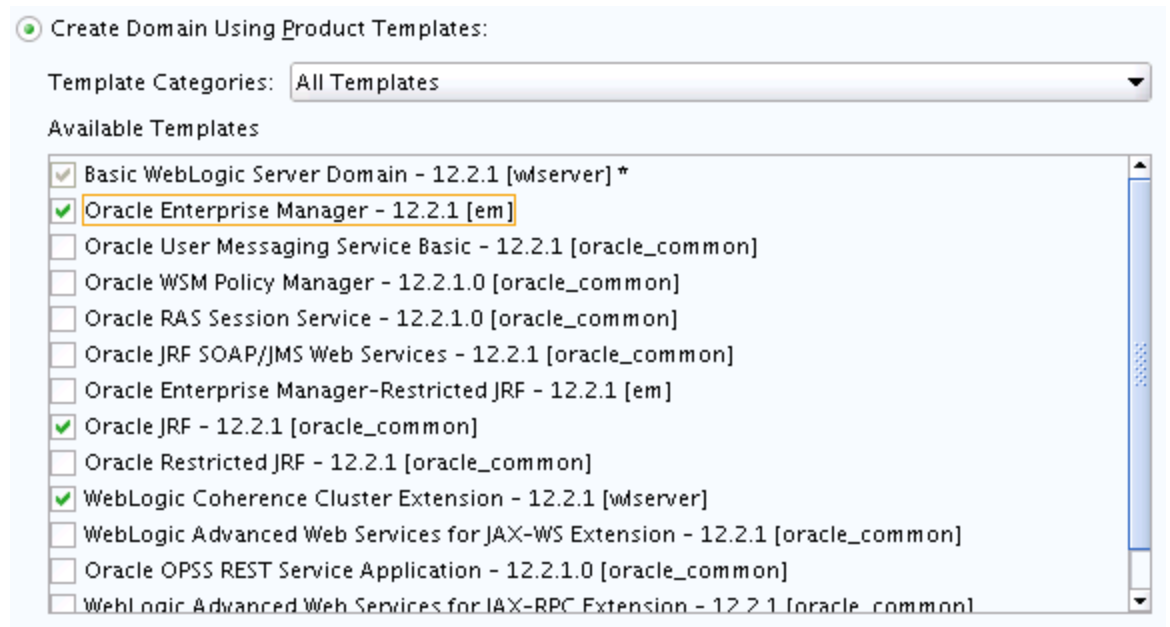 Create Domain Using Product Templates:
Template Categories: All Templates
Available Templates
Basic WebLogic Server Domain - 12.2.1 [wlserver] *
Oracle Enterprise Manager - 12.2.1 [em]
Oracle User Messaging Service Basic - 12.2.1 [oracle_common]
Oracle WSM Policy Manager - 12.2.1.0 [oracle_common]
Oracle RAS Session Service - 12.2.1.0 [oracle_common]
Oracle JRF SOAP/JMS Web Services - 12.2.1 [oracle_common]
Oracle Enterprise Manager-Restricted JRF - 12.2.1 [em]
Oracle JRF - 12.2.1 [oracle_common]
Oracle Restricted JRF - 12.2.1 [oracle_common]
WebLogic Coherence Cluster Extension - 12.2.1 [wlserver]
WebLogic Advanced Web Services for JAX-WS Extension - 12.2.1 [oracle_common]
Oracle OPSS REST Service Application - 12.2.1.0 [oracle_common]
WebLogic Advanced Web Services for JAX-RPC Extension - 12.2.1 [oracle_common]